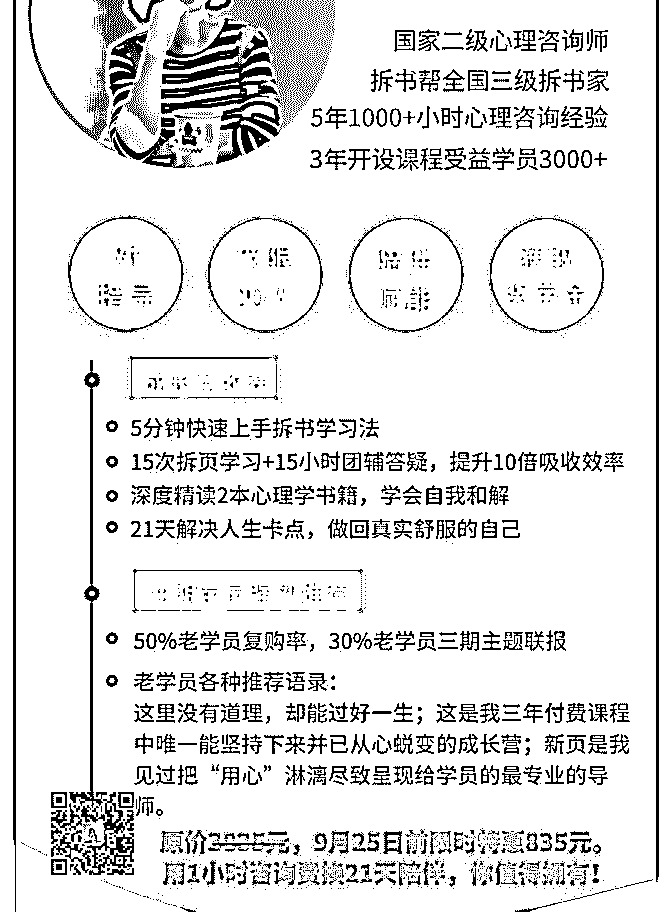 国家二级心理咨询师
拆书帮全国三级拆书家
5年1000+小时心理咨询经验
3年开设课程受益学员3000+
5分钟快速上手拆书学习法
15次拆页学习+15小时团辅答疑，提升10倍吸收效率
深度精读2本心理学书籍，学会自我和解
21天解决人生卡点，做回真实舒服的自己
50%老学员复购率，30%老学员三期主题联报
老学员各种推荐语录：
这里没有道理，却能过好一生；这是我三年付费课程
中唯一能坚持下来并已从心蜕变的成长营；新页是我
见过把“用心”淋漓尽致呈现给学员的最专业的导
师。
原价元，9月25日前限时特惠835元。
用1小时咨询费换21天陪伴，你值得拥有！